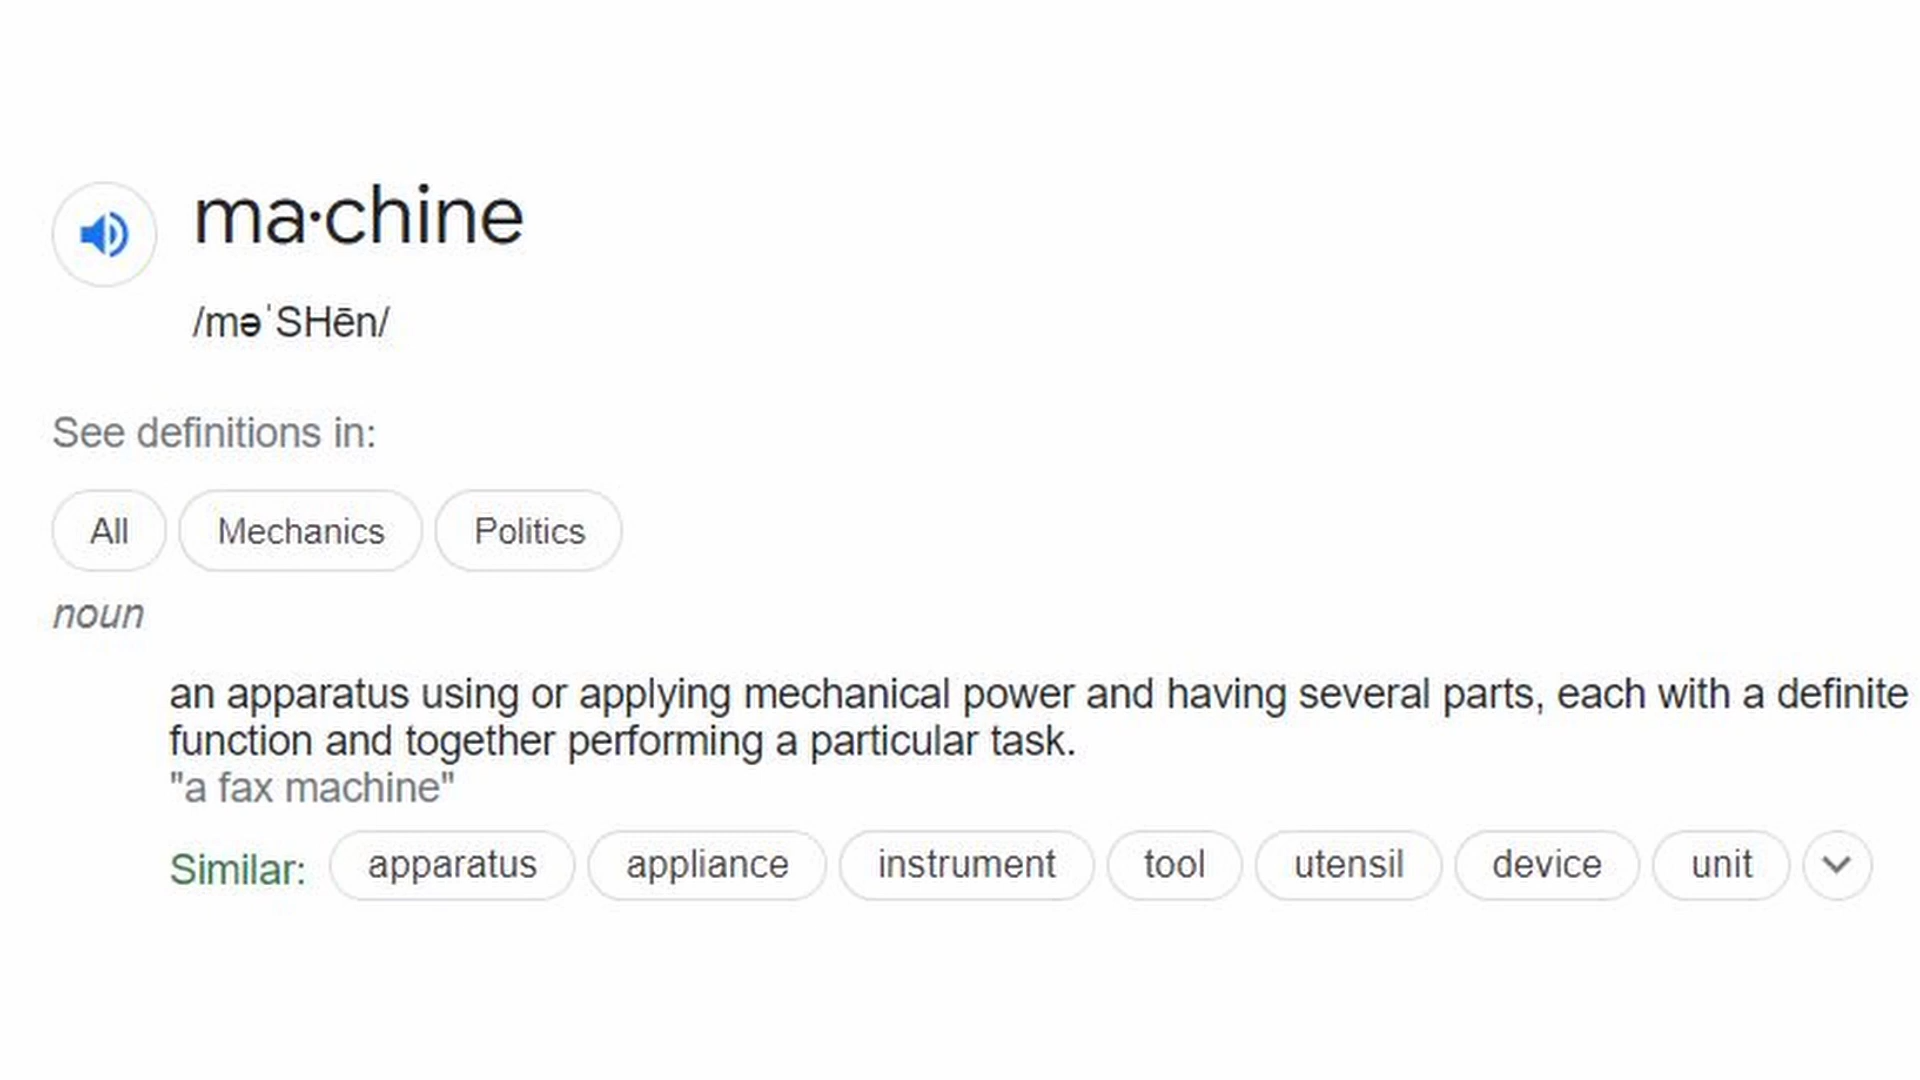 ma·chine
/məˈSHēn/
See definitions in:
All Mechanics Politics
noun
an apparatus using or applying mechanical power and having several parts, each with a definite
function and together performing a particular task.
"a fax machine"
Similar: apparatus appliance instrument tool utensil device unit